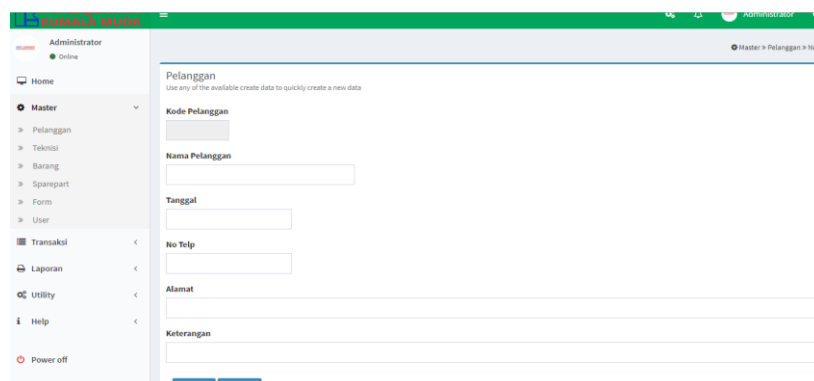 KUMALA MUDA
Administrator
Administrator
Online
Master > Pelanggan >
Home
Pelanggan
Use any of the available create data to quickly create a new data
Master
Kode Pelanggan
Pelanggan
Teknisi
Nama Pelanggan
Barang
Sparepart
Form
Tanggal
User
Transaksi
No Telp
Laporan
Alamat
Utility
Help
Keterangan
Power off